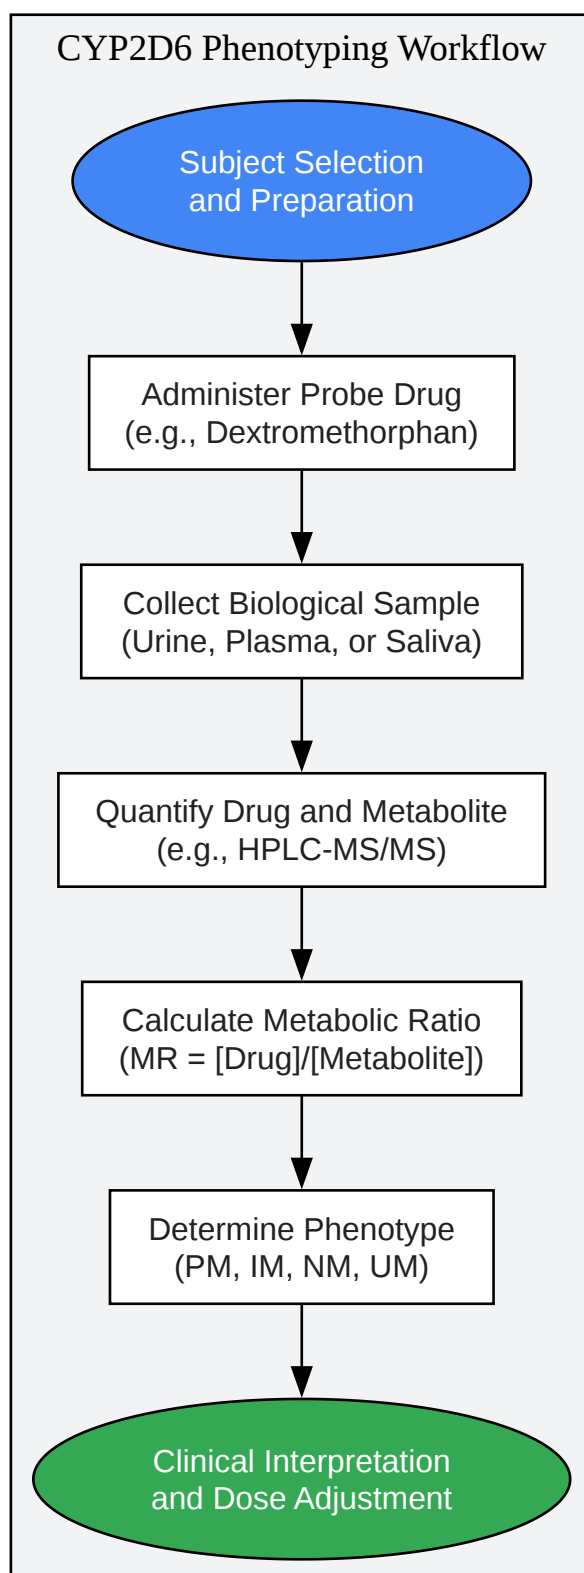 CYP2D6 Phenotyping Workflow
Subject Selection
and Preparation
Administer Probe Drug
(e.g., Dextromethorphan)
Collect Biological Sample
(Urine, Plasma, or Saliva)
Quantify Drug and Metabolite
(e.g., HPLC-MS/MS)
Calculate Metabolic Ratio
(MR = [Drug]/[Metabolite])
Determine Phenotype
(PM, IM, NM, UM)
Clinical Interpretation
and Dose Adjustment